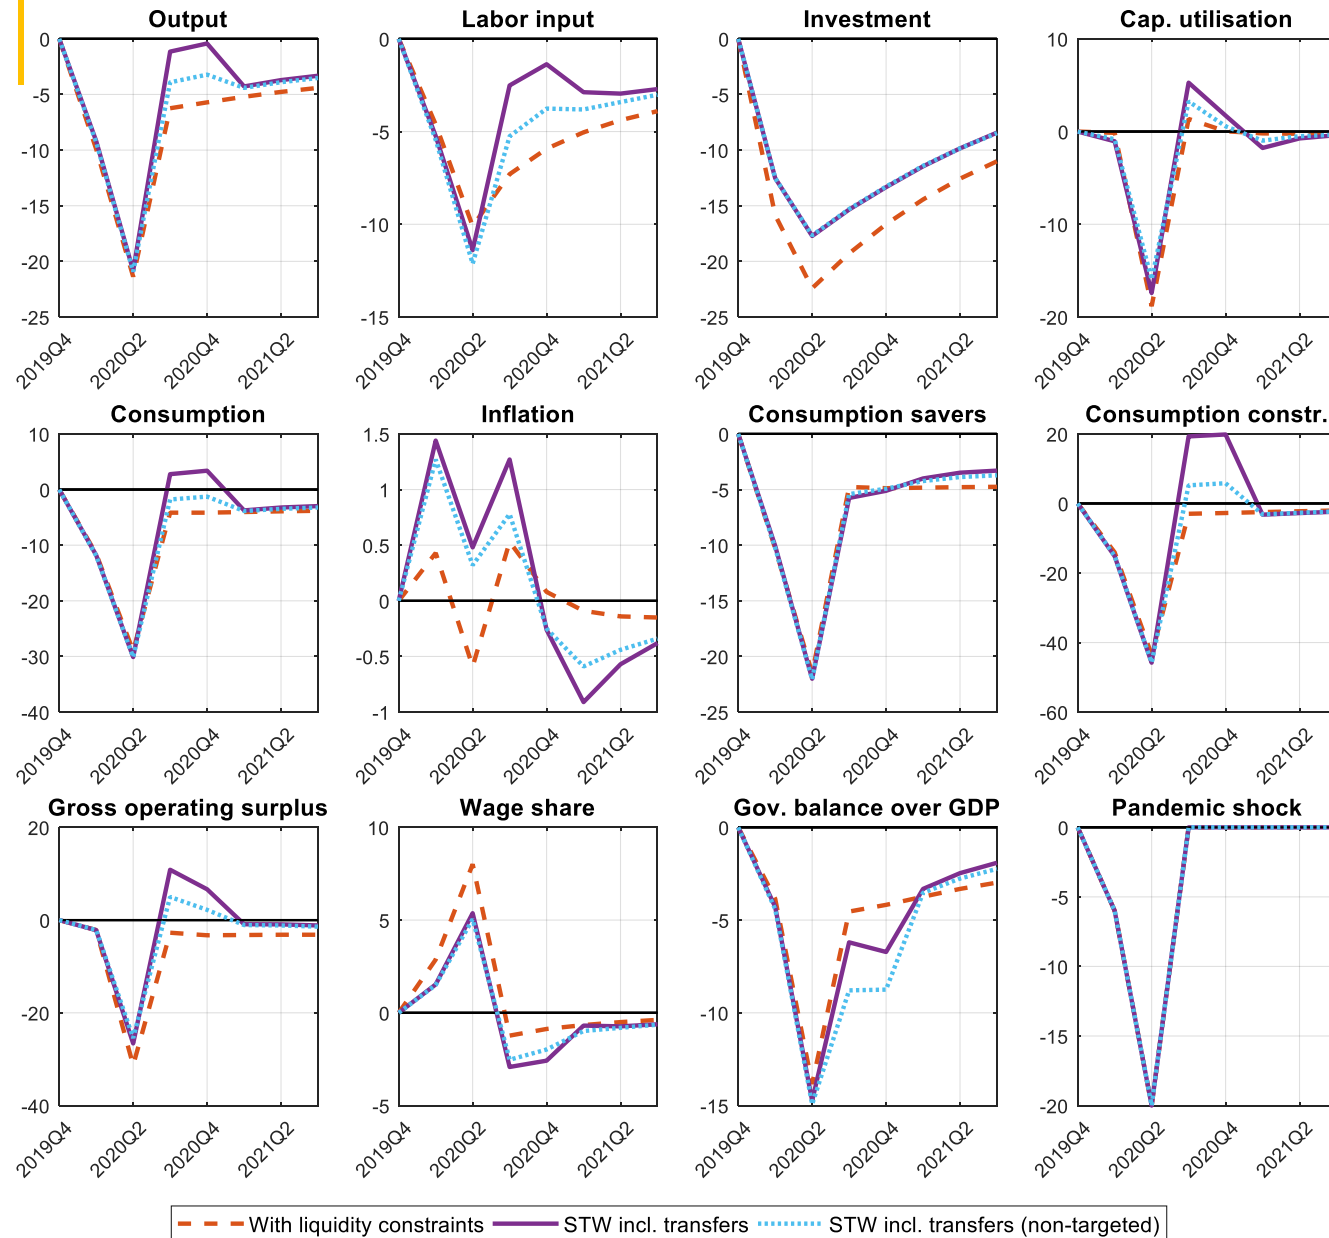 Output
Labor input
Investment
Cap. utilisation
0
-5
-10
-15
-20
-25
0
-5
-10
-15
0
-5
-10
-15
-20
-25
10
0
-10
-20
2019Q4
2020Q2
2020Q4
2021Q2
2019Q4
2020Q2
2020Q4
2021Q2
2019Q4
2020Q2
2020Q4
2021Q2
2019Q4
2020Q2
2020Q4
2021Q2
Consumption
Inflation
Consumption savers
Consumption constr.
10
0
-10
-20
-30
-40
1.5
1
0.5
0
-0.5
-1
0
-5
-10
-15
-20
-25
20
0
-20
-40
-60
2019Q4
2020Q2
2020Q4
2021Q2
2019Q4
2020Q2
2020Q4
2021Q2
2019Q4
2020Q2
2020Q4
2021Q2
2019Q4
2020Q2
2020Q4
2021Q2
Gross operating surplus
Wage share
Gov. balance over GDP
Pandemic shock
20
0
-20
-40
10
5
0
-5
0
-5
-10
-15
0
-5
-10
-15
-20
2019Q4
2020Q2
2020Q4
2021Q2
2019Q4
2020Q2
2020Q4
2021Q2
2019Q4
2020Q2
2020Q4
2021Q2
2019Q4
2020Q2
2020Q4
2021Q2
With liquidity constraints
STW incl. transfers
STW incl. transfers (non-targeted)